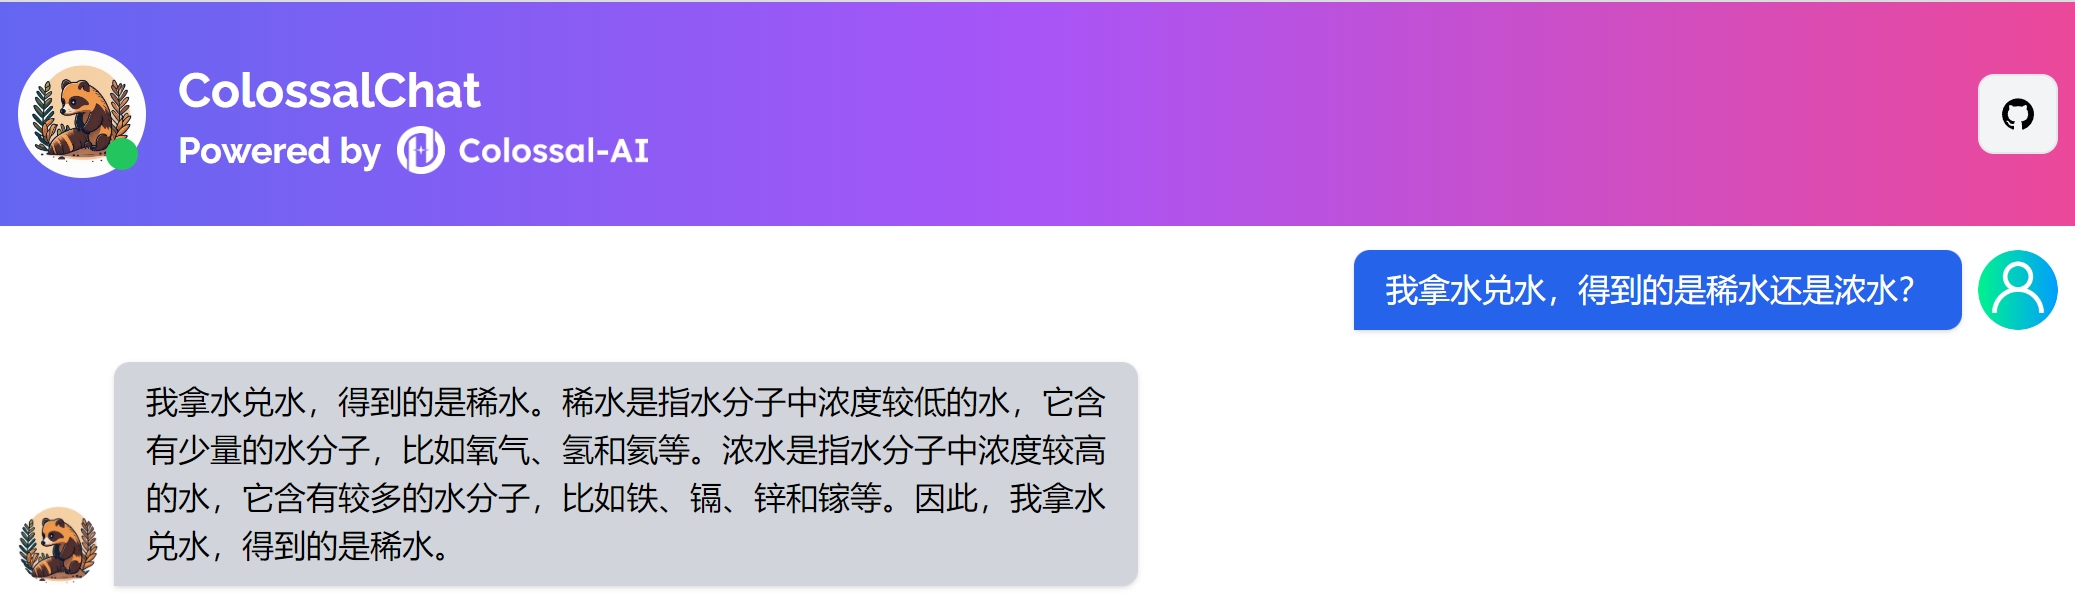 ColossalChat
Powered by Colossal-AI
我拿水兑水，得到的是稀水还是浓水？
我拿水兑水，得到的是稀水。稀水是指水分子中浓度较低的水，它含
有少量的水分子，比如氧气、氢和氦等。浓水是指水分子中浓度较高
的水，它含有较多的水分子，比如铁、镉、锌和镓等。因此，我拿水
兑水，得到的是稀水。